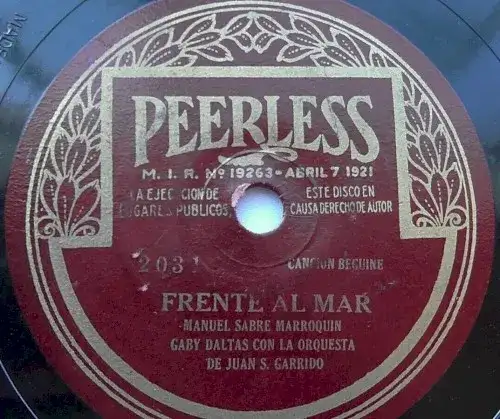 PEERLESS
M. I. R. Nº 19263 - ABRIL 7 1921
LA EJECUCION DE
LUGARES PUBLICOS,
ESTE DISCO EN
CAUSA DERECHO DE AUTOR
2031
CANCION BEGUINE
FRENTE AL MAR
MANUEL SABRE MARROQUIN
GABY DALTAS CON LA ORQUESTA
DE JUAN S. GARRIDO